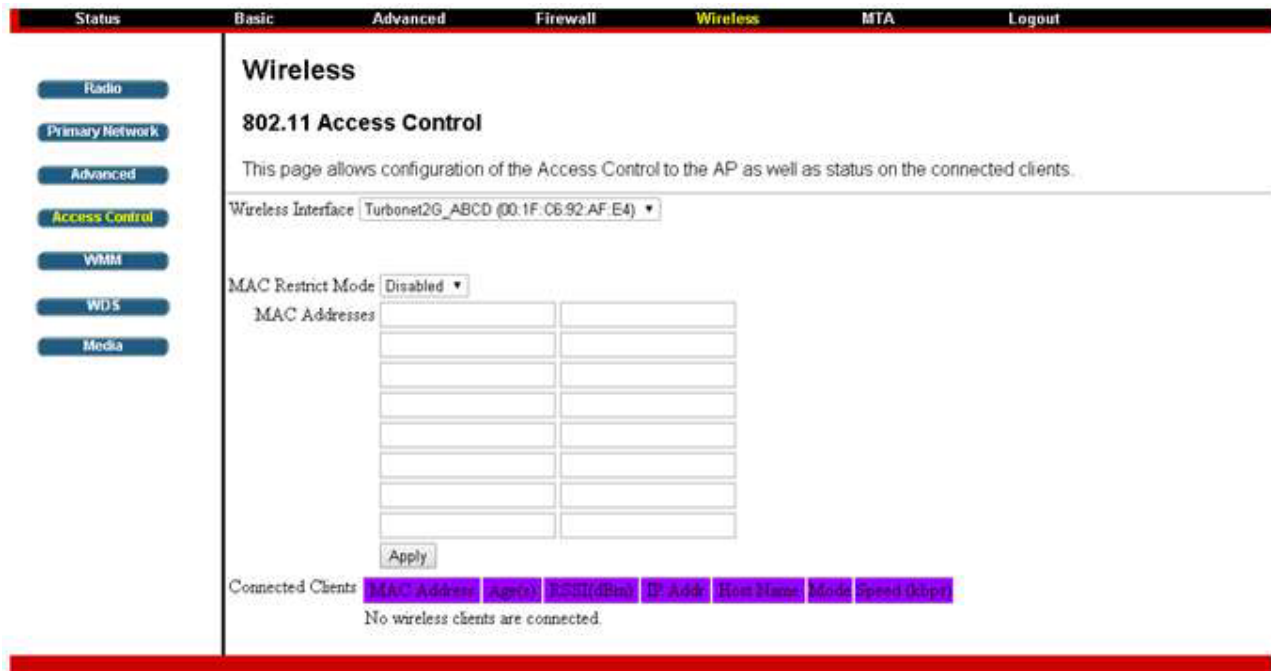 Status Basic Advanced Firewall Wireless MTA Logout
Radio
Primary Network
Advanced
Access Control
WMM
WDS
Media
Wireless
802.11 Access Control
This page allows configuration of the Access Control to the AP as well as status on the connected clients.
Wireless Interface Turbonet2G_ABCD (00:1F:C6:92:AF:E4)
MAC Restrict Mode Disabled
MAC Addresses
Apply
Connected Clients MAC Address Age(s) RSSI(dBm) IP Addr Host Name Mode Speed (kbps)
No wireless clients are connected.